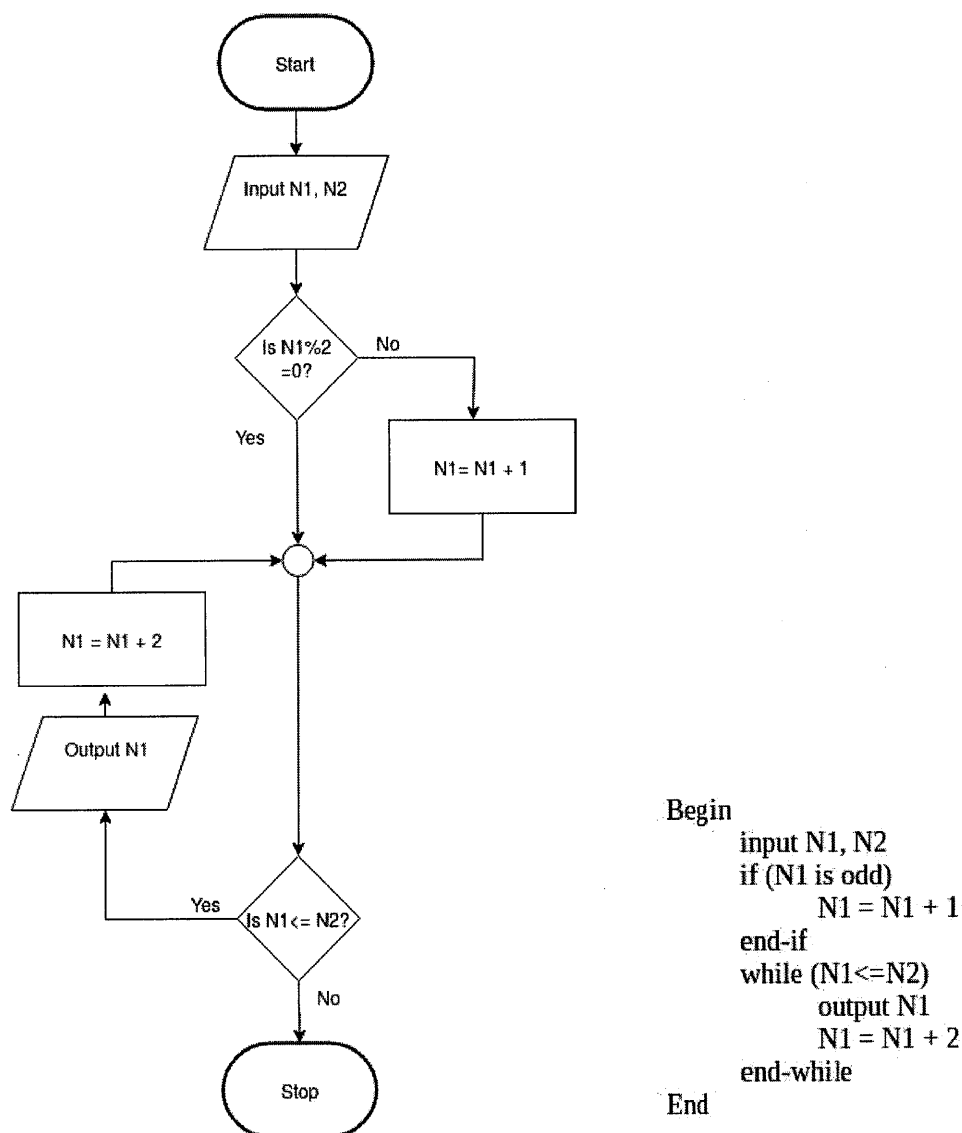 Start
Input N1, N2
Is N1%2
=0?
No
Yes
N1= N1 + 1
N1 = N1 + 2
Output N1
Yes
Is N1<= N2?
No
Stop
Begin
input N1, N2
if (N1 is odd)
N1 = N1 + 1
end-if
while (N1<=N2)
output N1
N1 = N1 + 2
end-while
End